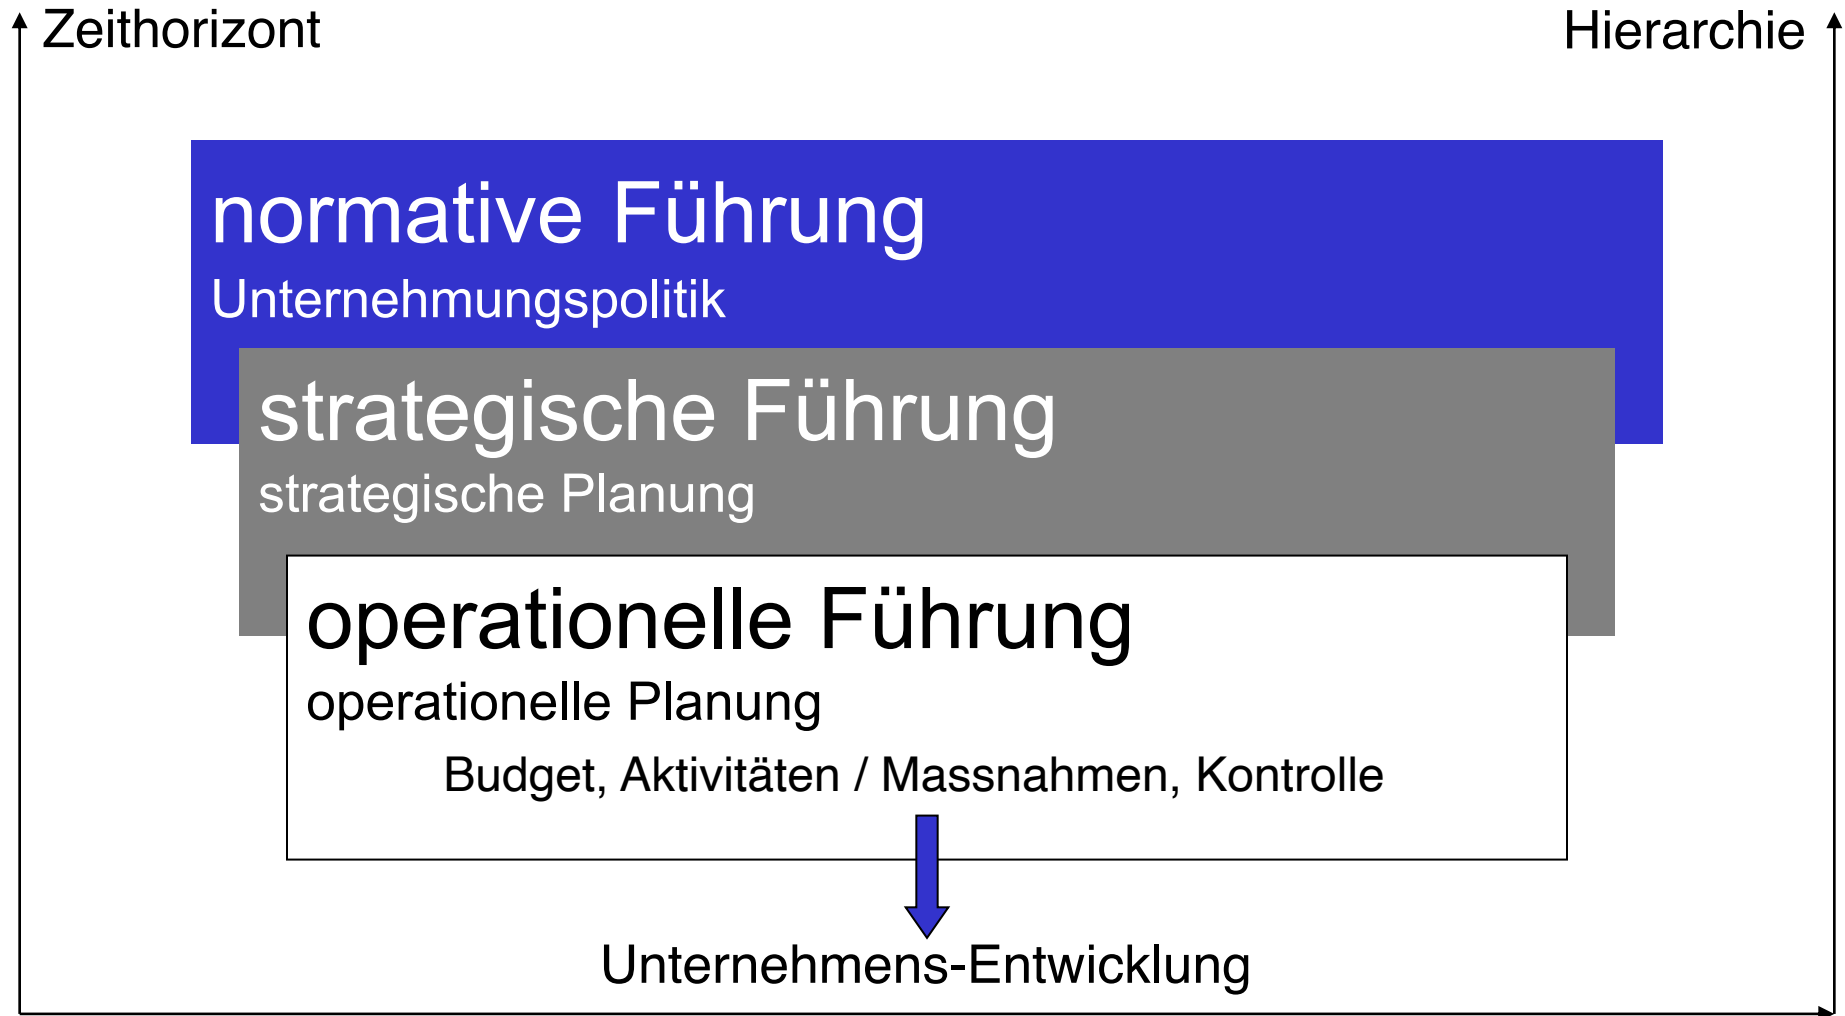 Zeithorizont
Hierarchie
normative Führung
Unternehmungspolitik
strategische Führung
strategische Planung
operationelle Führung
operationelle Planung
Budget, Aktivitäten / Massnahmen, Kontrolle
Unternehmens-Entwicklung